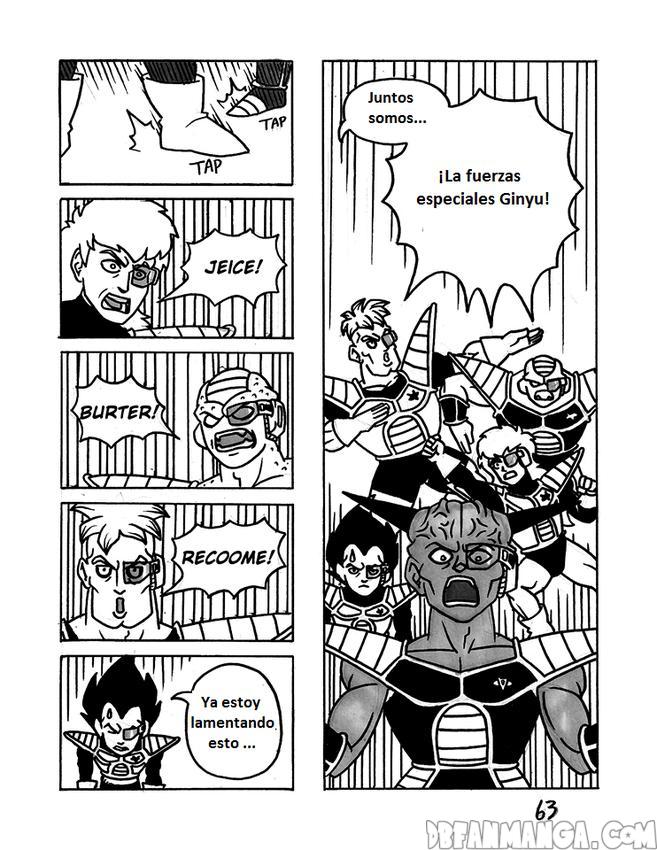 TAP
TAP
JEICE!
BURTER!
RECOOME!
Ya estoy
lamentando
esto ...
Juntos
somos...
¡La fuerzas
especiales Ginyu!
63
DBFANMANGA.COM